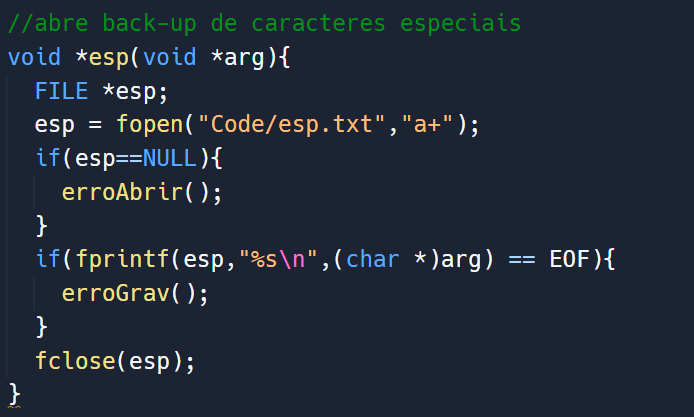 //abre back-up de caracteres especiais
void *esp(void *arg){
  FILE *esp;
  esp = fopen("Code/esp.txt","a+");
  if(esp==NULL){
    erroAbrir();
  }
  if(fprintf(esp,"%s\n",(char *)arg) == EOF){
    erroGrav();
  }
  fclose(esp);
}